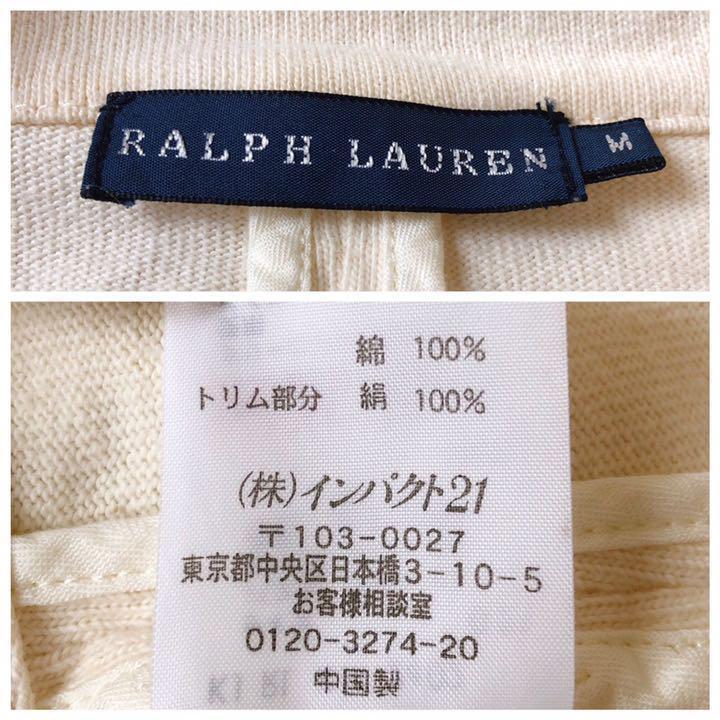 RALPH LAUREN
M
綿 100%
トリム部分 絹 100%
(株)インパクト21
〒103-0027
東京都中央区日本橋3-10-5
お客様相談室
0120-3274-20
中国製